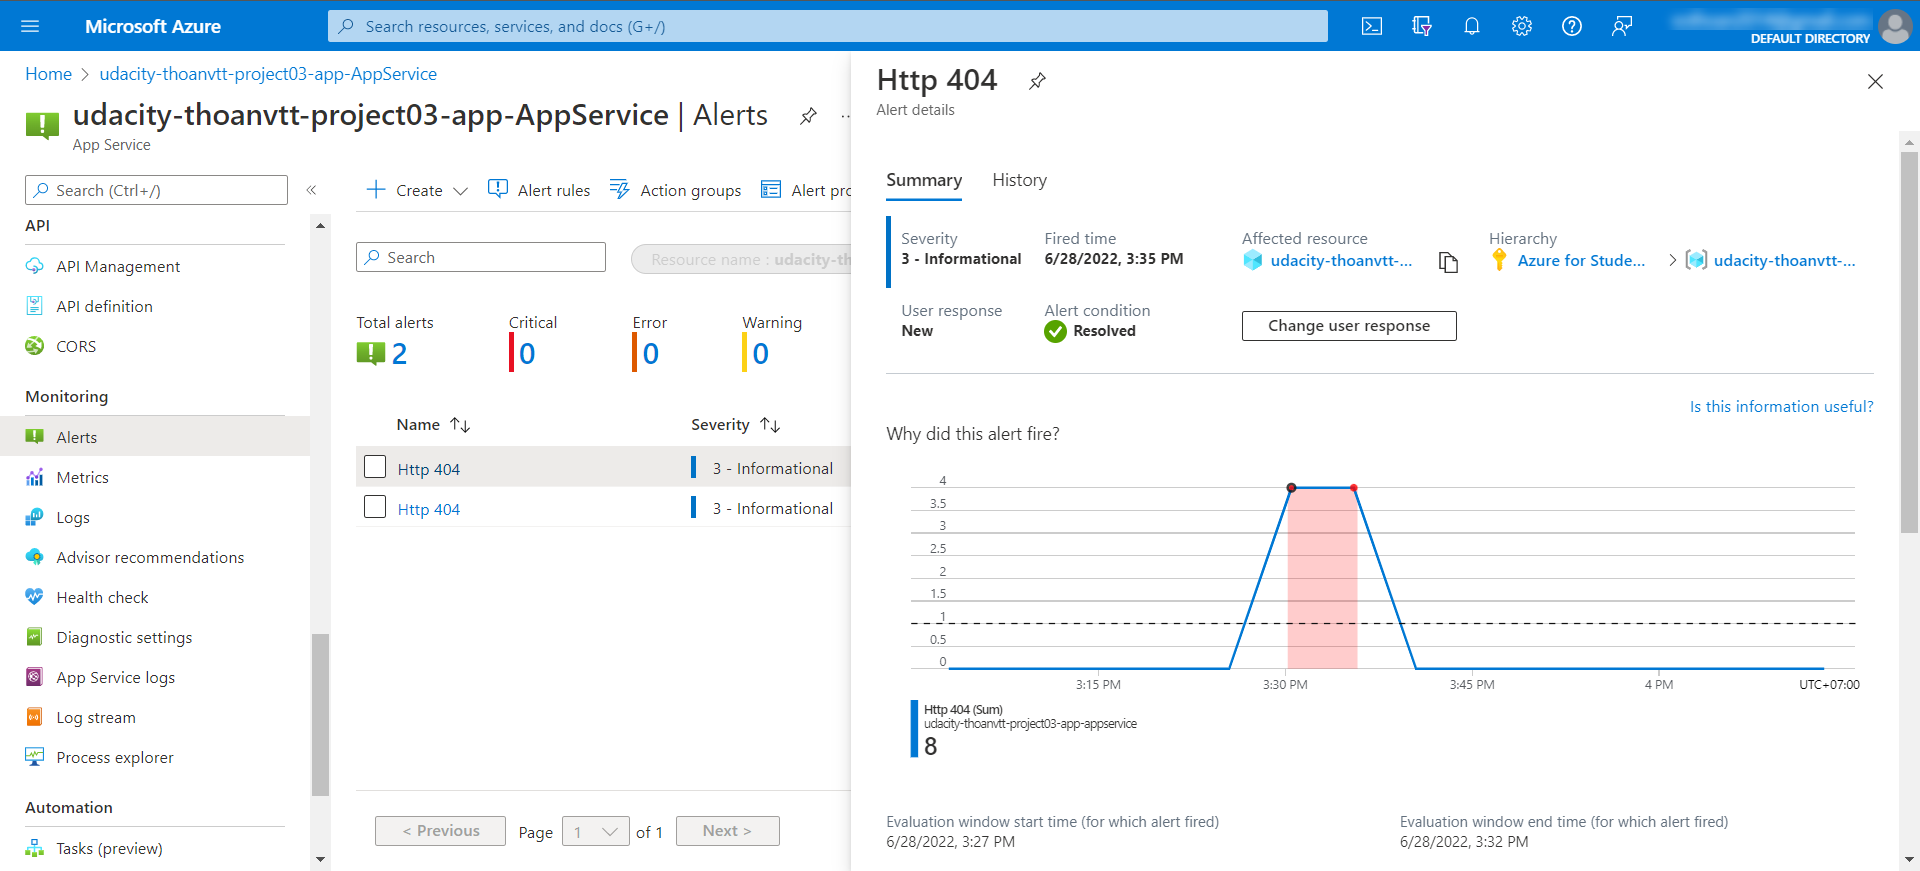 Microsoft Azure
Search resources, services, and docs (G+/)
DEFAULT DIRECTORY
Home > udacity-thoanvtt-project03-app-AppService
udacity-thoanvtt-project03-app-AppService | Alerts
App Service
Search (Ctrl+/)
API
API Management
API definition
CORS
Monitoring
Alerts
Metrics
Logs
Advisor recommendations
Health check
Diagnostic settings
App Service logs
Log stream
Process explorer
Automation
Tasks (preview)
Create
Alert rules
Action groups
Alert pro
Search
Resource name : udacity-th
Total alerts
2
Critical
0
Error
0
Warning
0
Name
Severity
Http 404
3 - Informational
Http 404
3 - Informational
< Previous
Page
1
of 1
Next >
Http 404
Alert details
Summary
History
Severity
3 - Informational
Fired time
6/28/2022, 3:35 PM
Affected resource
udacity-thoanvtt-...
Hierarchy
Azure for Stude...
> udacity-thoanvtt-...
User response
New
Alert condition
Resolved
Change user response
Is this information useful?
Why did this alert fire?
4
3.5
3
2.5
2
1.5
1
0.5
0
3:15 PM
3:30 PM
3:45 PM
4 PM
UTC+07:00
Http 404 (Sum)
udacity-thoanvtt-project03-app-appservice
8
Evaluation window start time (for which alert fired)
6/28/2022, 3:27 PM
Evaluation window end time (for which alert fired)
6/28/2022, 3:32 PM